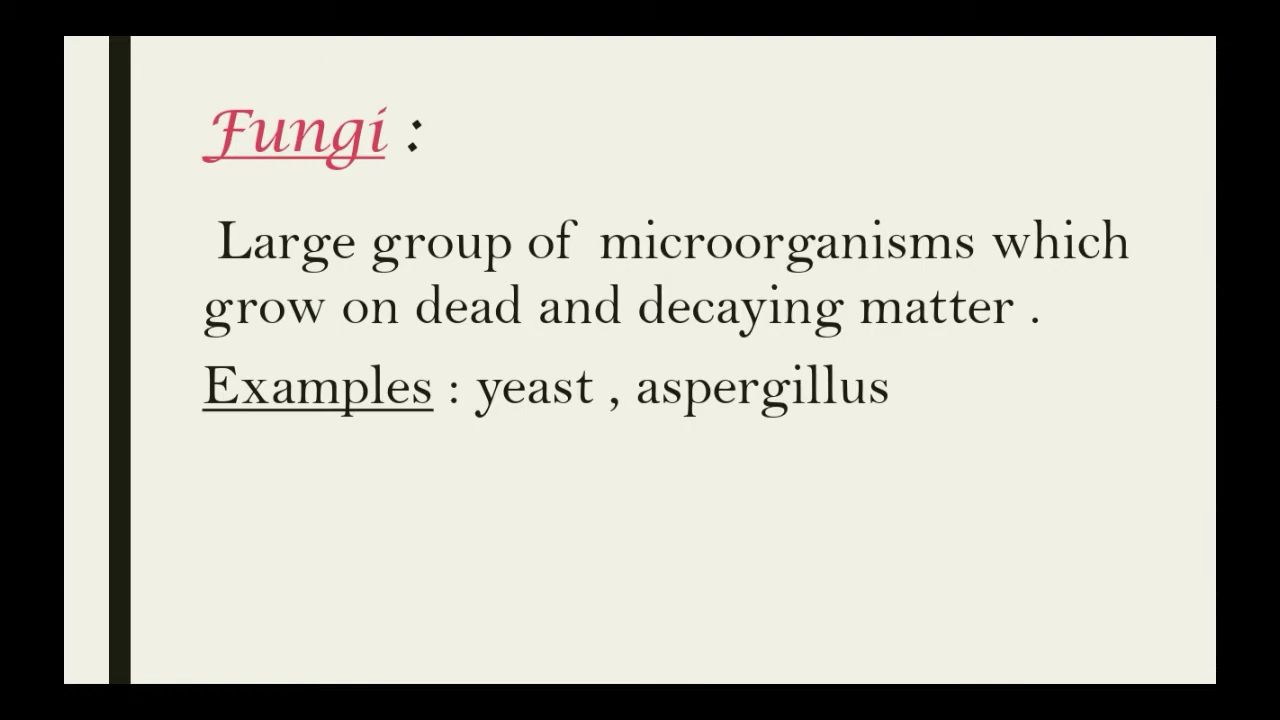 Fungi :
Large group of microorganisms which
grow on dead and decaying matter .
Examples : yeast , aspergillus